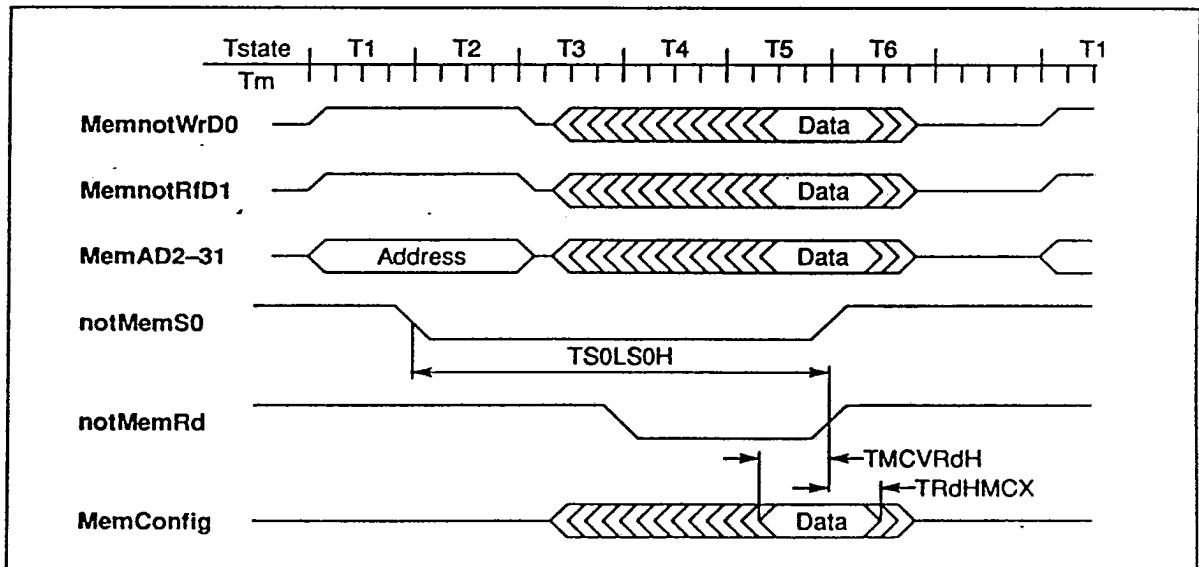 Tstate T1 T2 T3 T4 T5 T6 T1
Tm
MemnotWrD0 Data
MemnotRfD1 Data
MemAD2–31 Address Data
notMemS0
TS0LS0H
notMemRd
TMCVRdH
TRdHMCX
MemConfig Data